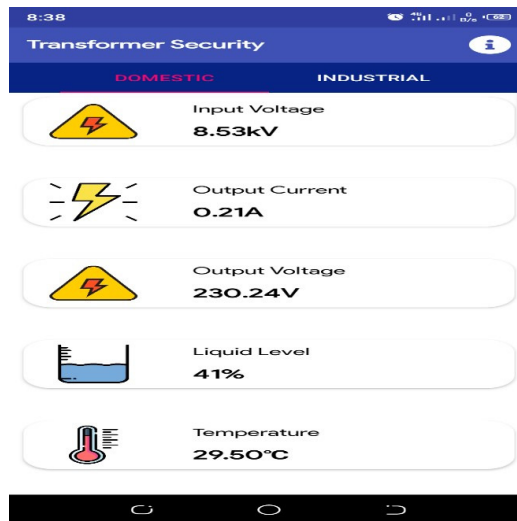 8:38
Transformer Security
DOMESTIC INDUSTRIAL
Input Voltage
8.53kV
Output Current
0.21A
Output Voltage
230.24V
Liquid Level
41%
Temperature
29.50°C